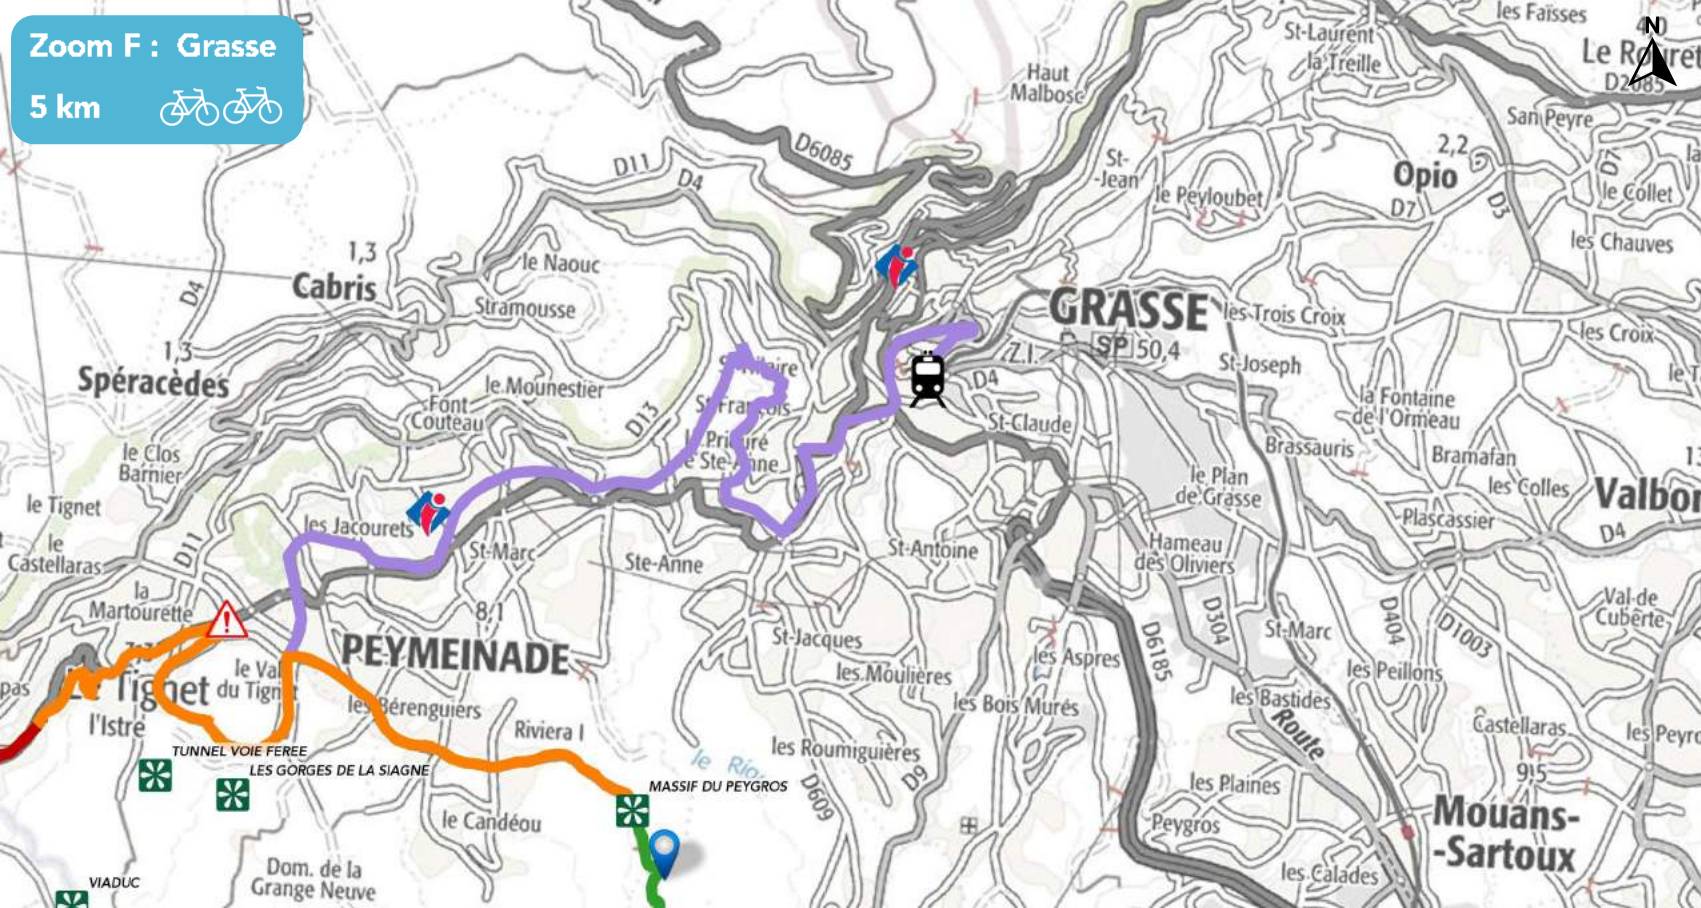 Zoom F : Grasse
5 km
N
les Faïsses
St-Laurent
la Treille
D2085
Haut
Malbosc
San Peyre
D6085
D11
D4
St-
-Jean
2,2
Opio
D7
le Collet
le Peyloubet
D7
D3
les Chauves
1,3
Cabris
le Naouc
Stramousse
D4
GRASSE
les Trois Croix
les Croix
SP 50,4
Z.I.
D4
St-Joseph
1,3
Spéracèdes
le Mounestier
Font
Couteau
D13
St-Claude
la Fontaine
de l'Ormeau
Brassauris
Bramafan
le Clos
Barnier
le Plan
de Grasse
les Colles
le Tignet
Plascassier
D4
les Jacourets
St-Marc
Ste-Anne
St-Antoine
Hameau
des Oliviers
le
Castellaras
D11
la
Martourette
8,1
Val de
Cuberte
D304
D404
D1003
St-Marc
St-Jacques
PEYMEINADE
D6185
les Aspres
les Peillons
les Moulières
le Val
du Tignet
Le Tignet
les Bérenguiers
les Bois Murés
les Bastides
Route
Castellaras
l'Istre
Riviera I
les Roumiguières
TUNNEL VOIE FEREE
LES GORGES DE LA SIAGNE
MASSIF DU PEYGROS
D609
D9
les Plaines
9,5
le Candéou
Peygros
Mouans-
-Sartoux
Dom. de la
Grange Neuve
les Calades
VIADUC